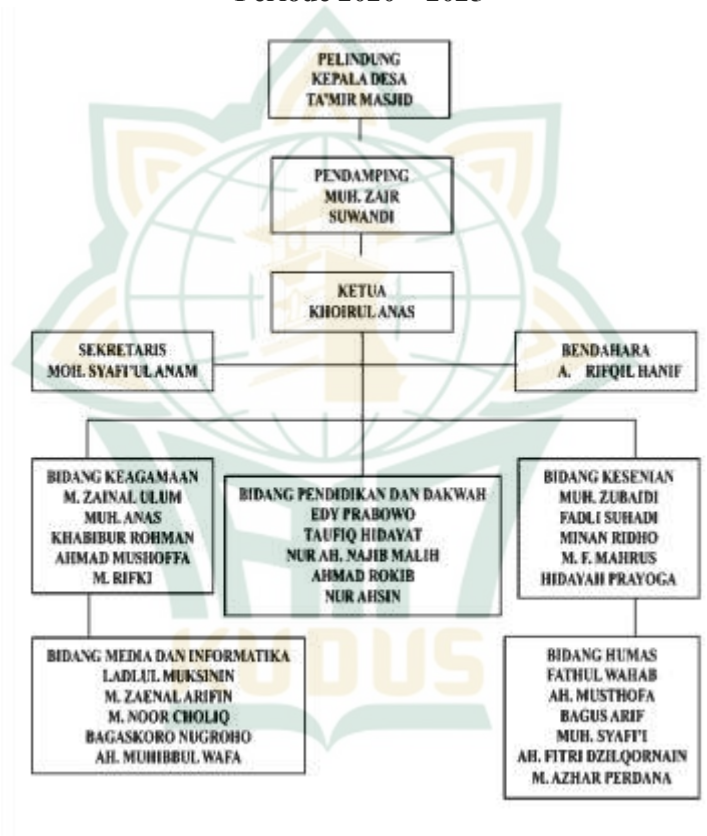 PELINDUNG
KEPALA DESA
TA'MIR MASJID
PENDAMPING
MUH. ZAIR
SUWANDI
KETUA
KHOIRUL ANAS
SEKRETARIS
MOH. SYAFI'UL ANAM
BENDAHARA
A. RIFQIL HANIF
BIDANG KEAGAMAAN
M. ZAINAL ULUM
MUH. ANAS
KHABIBUR ROHMAN
AHMAD MUSHOFFA
M. RIFKI
BIDANG PENDIDIKAN DAN DAKWAH
EDY PRABOWO
TAUFIQ HIDAYAT
NUR AH. NAJIB MALIH
AHMAD ROKIB
NUR AHSIN
BIDANG KESENIAN
MUH. ZUBAIDI
FADLI SUHADI
MINAN RIDHO
M. F. MAHRUS
HIDAYAH PRAYOGA
BIDANG MEDIA DAN INFORMATIKA
LADLUL MUKSININ
M. ZAENAL ARIFIN
M. NOOR CHOLIQ
BAGASKORO NUGROHO
AH. MUHIBBUL WAFA
BIDANG HUMAS
FATHUL WAHAB
AH. MUSTHOFA
BAGUS ARIF
MUH. SYAFI'I
AH. FITRI DZILQORNAIN
M. AZHAR PERDANA
KUDUS